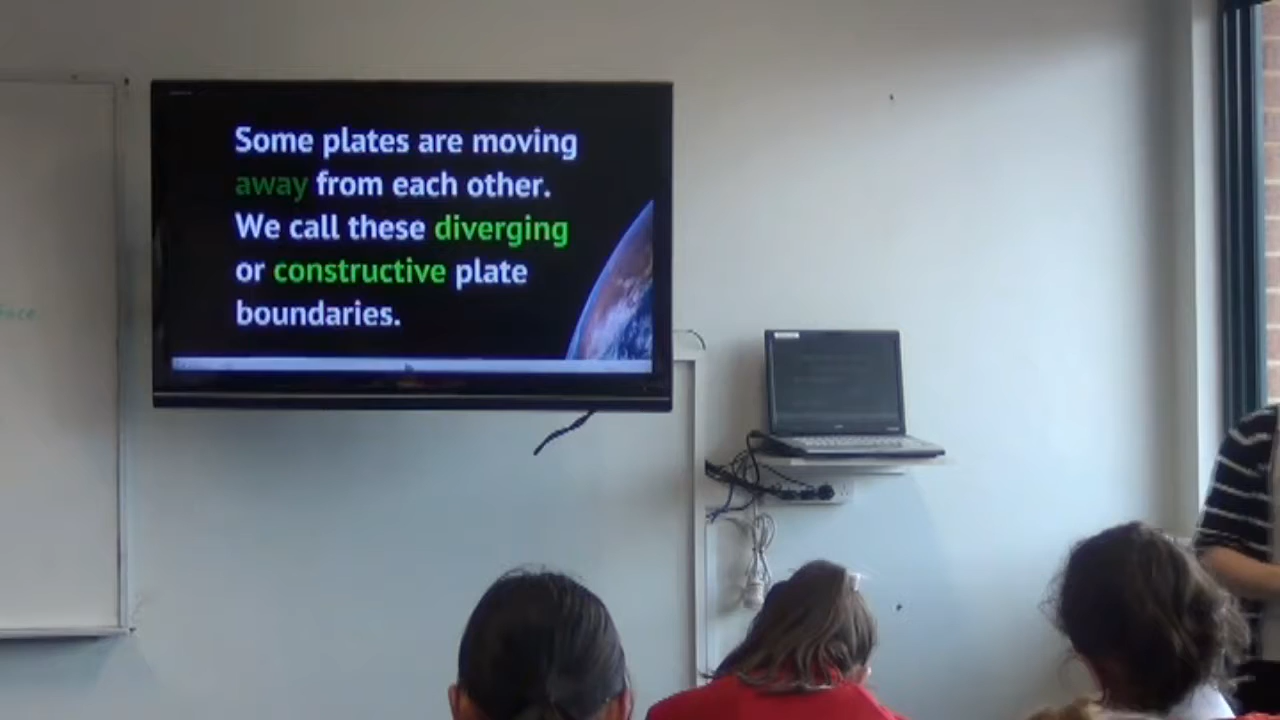 Some plates are moving
away from each other.
We call these diverging
or constructive plate
boundaries.